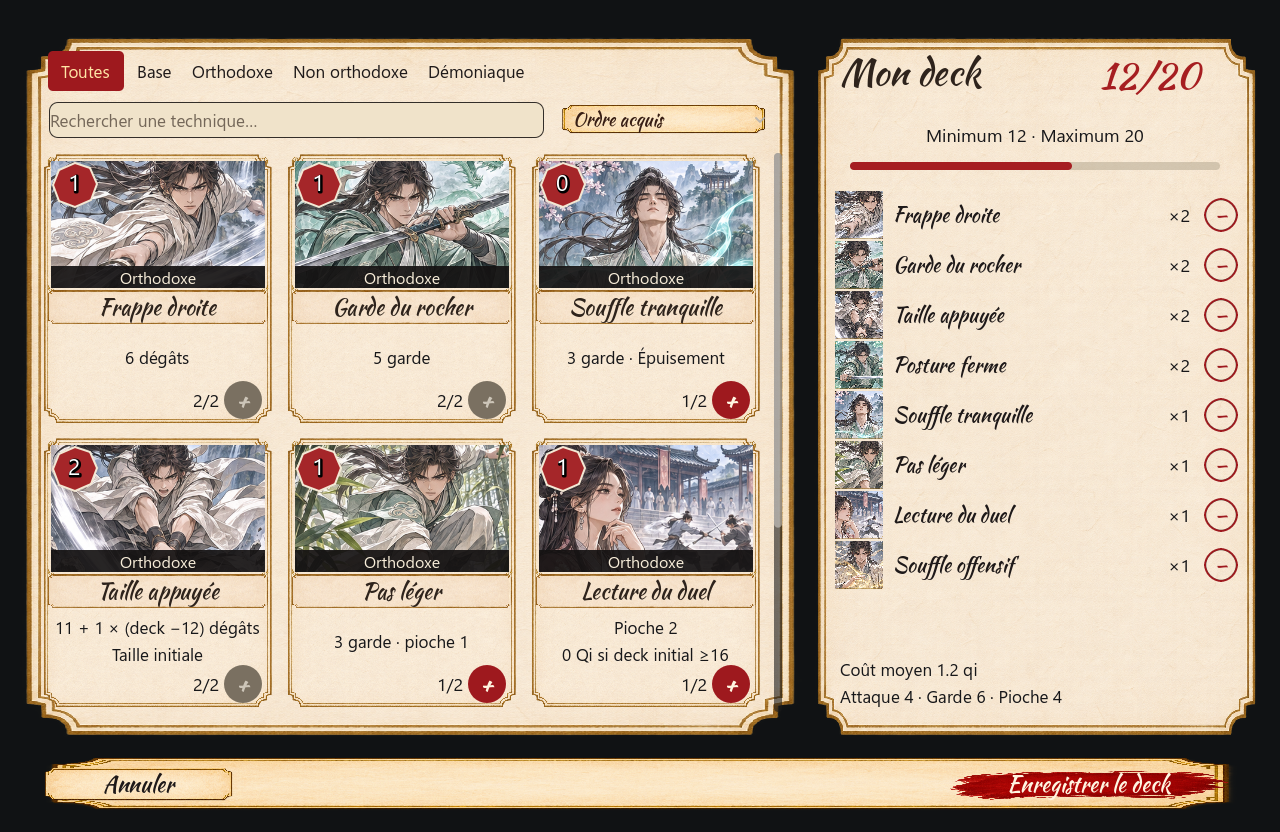 Toutes
Base
Orthodoxe
Non orthodoxe
Démoniaque
Rechercher une technique...
Ordre acquis
1
Orthodoxe
Frappe droite
6 dégâts
2/2 +
1
Orthodoxe
Garde du rocher
5 garde
2/2 +
0
Orthodoxe
Souffle tranquille
3 garde · Épuisement
1/2 +
2
Orthodoxe
Taille appuyée
11 + 1 × (deck −12) dégâts
Taille initiale
2/2 +
1
Orthodoxe
Pas léger
3 garde · pioche 1
1/2 +
1
Orthodoxe
Lecture du duel
Pioche 2
0 Qi si deck initial ≥16
1/2 +
Mon deck 12/20
Minimum 12 · Maximum 20
Frappe droite ×2 −
Garde du rocher ×2 −
Taille appuyée ×2 −
Posture ferme ×2 −
Souffle tranquille ×1 −
Pas léger ×1 −
Lecture du duel ×1 −
Souffle offensif ×1 −
Coût moyen 1.2 qi
Attaque 4 · Garde 6 · Pioche 4
Annuler
Enregistrer le deck